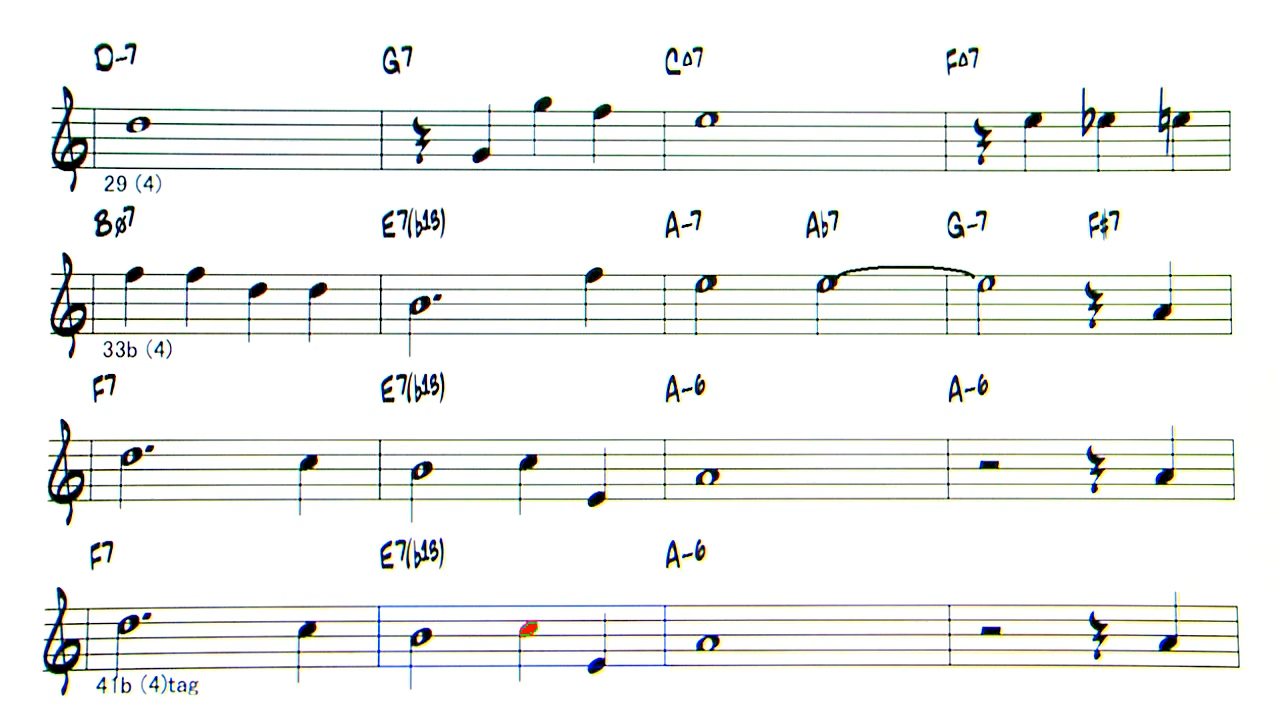 D-7 G7 C∆7 F∆7
29 (4)
Bø7 E7(b13) A-7 Ab7 G-7 F#7
33b (4)
F7 E7(b13) A-6 A-6
F7 E7(b13) A-6
41b (4)tag